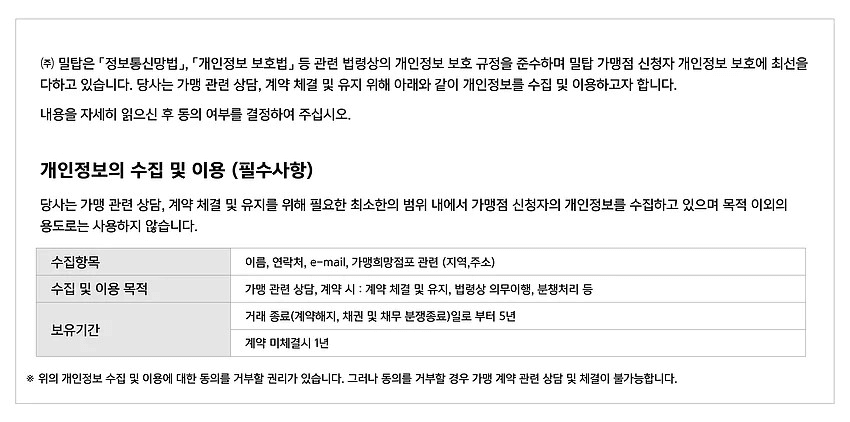 ㈜ 밀탑은 「정보통신망법」, 「개인정보 보호법」 등 관련 법령상의 개인정보 보호 규정을 준수하며 밀탑 가맹점 신청자 개인정보 보호에 최선을
다하고 있습니다. 당사는 가맹 관련 상담, 계약 체결 및 유지 위해 아래와 같이 개인정보를 수집 및 이용하고자 합니다.
내용을 자세히 읽으신 후 동의 여부를 결정하여 주십시오.
개인정보의 수집 및 이용 (필수사항)
당사는 가맹 관련 상담, 계약 체결 및 유지를 위해 필요한 최소한의 범위 내에서 가맹점 신청자의 개인정보를 수집하고 있으며 목적 이외의
용도로는 사용하지 않습니다.
수집항목 이름, 연락처, e-mail, 가맹희망점포 관련 (지역,주소)
수집 및 이용 목적 가맹 관련 상담, 계약 시 : 계약 체결 및 유지, 법령상 의무이행, 분쟁처리 등
보유기간 거래 종료(계약해지, 채권 및 채무 분쟁종료)일로 부터 5년
계약 미체결시 1년
※ 위의 개인정보 수집 및 이용에 대한 동의를 거부할 권리가 있습니다. 그러나 동의를 거부할 경우 가맹 계약 관련 상담 및 체결이 불가능합니다.